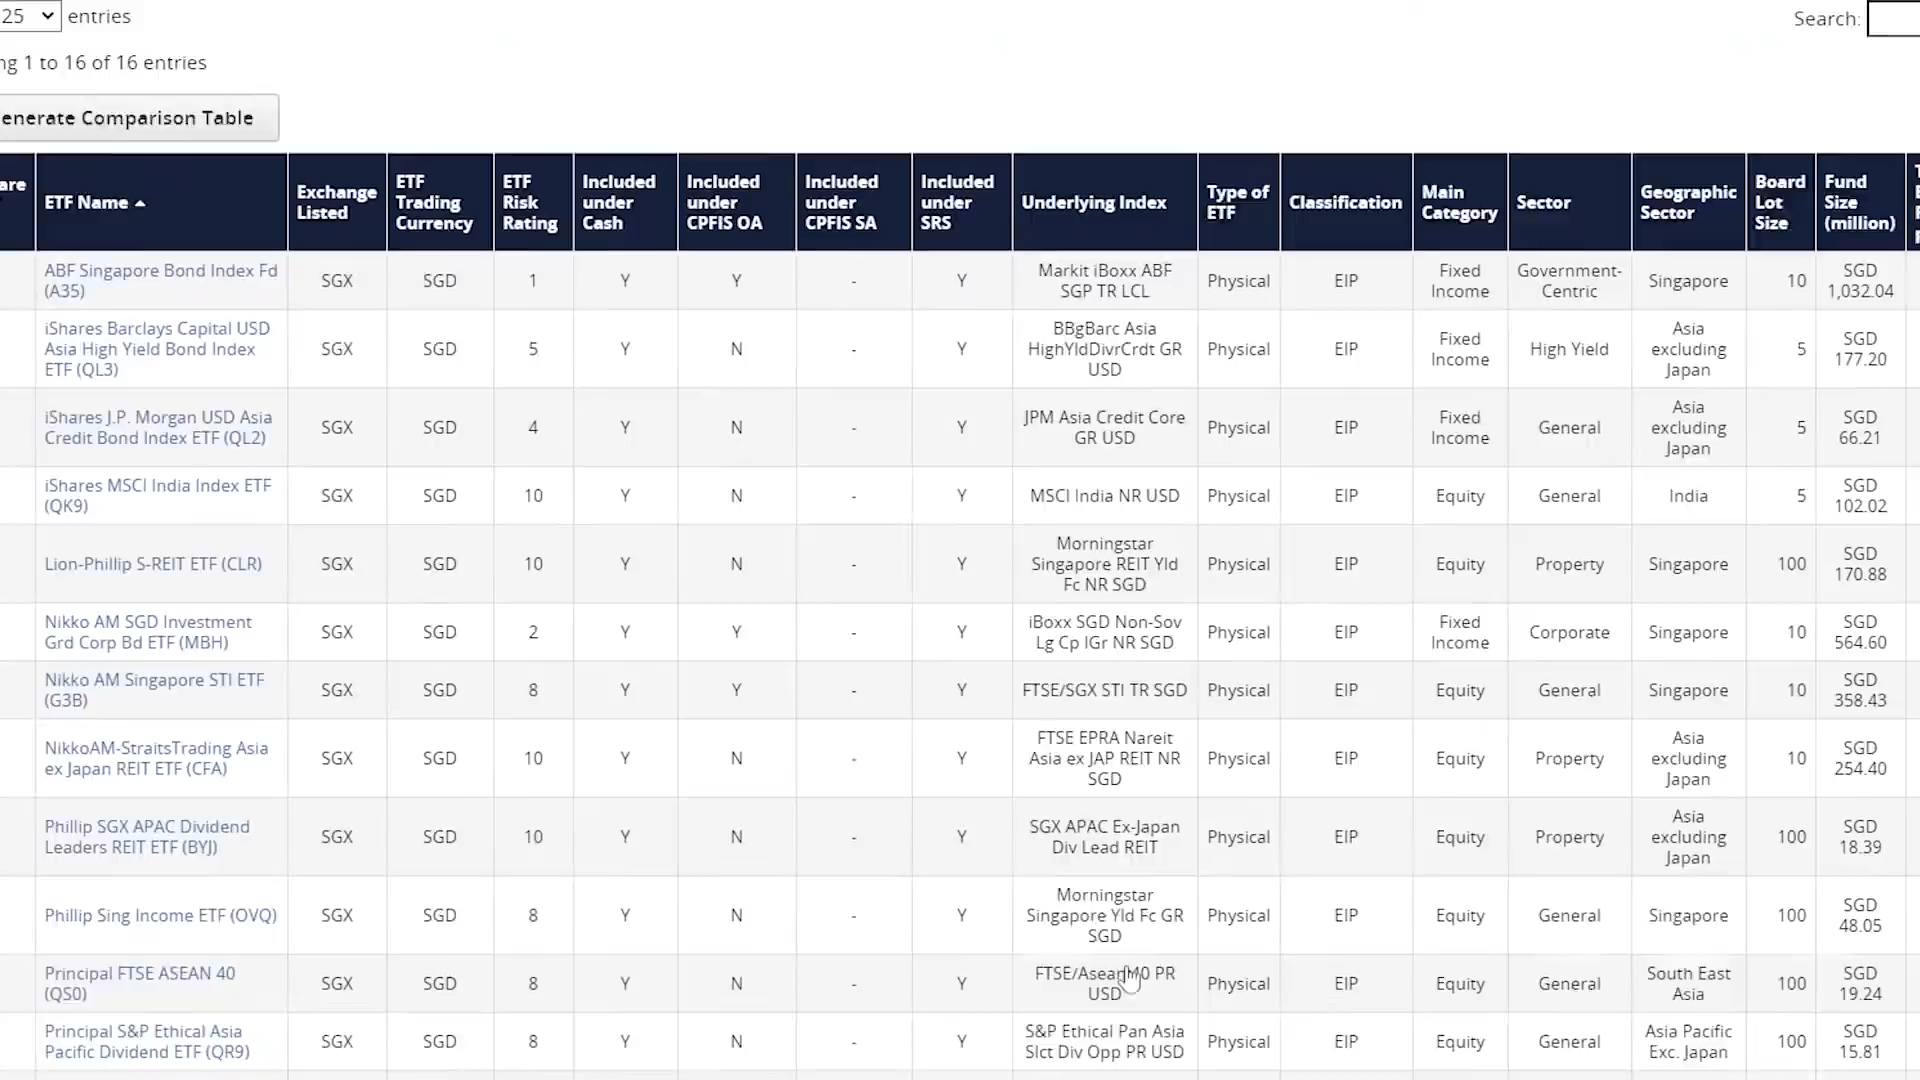 25 entries
ng 1 to 16 of 16 entries
Search:
enerate Comparison Table
are
ETF Name
Exchange Listed
ETF Trading Currency
ETF Risk Rating
Included under Cash
Included under CPFIS OA
Included under CPFIS SA
Included under SRS
Underlying Index
Type of ETF
Classification
Main Category
Sector
Geographic Sector
Board Lot Size
Fund Size (million)
ABF Singapore Bond Index Fd (A35) SGX SGD 1 Y Y - Y Markit iBoxx ABF SGP TR LCL Physical EIP Fixed Income Government-Centric Singapore 10 SGD 1,032.04
iShares Barclays Capital USD Asia High Yield Bond Index ETF (QL3) SGX SGD 5 Y N - Y BBgBarc Asia HighYldDivrCrdt GR USD Physical EIP Fixed Income High Yield Asia excluding Japan 5 SGD 177.20
iShares J.P. Morgan USD Asia Credit Bond Index ETF (QL2) SGX SGD 4 Y N - Y JPM Asia Credit Core GR USD Physical EIP Fixed Income General Asia excluding Japan 5 SGD 66.21
iShares MSCI India Index ETF (QK9) SGX SGD 10 Y N - Y MSCI India NR USD Physical EIP Equity General India 5 SGD 102.02
Lion-Phillip S-REIT ETF (CLR) SGX SGD 10 Y N - Y Morningstar Singapore REIT Yld Fc NR SGD Physical EIP Equity Property Singapore 100 SGD 170.88
Nikko AM SGD Investment Grd Corp Bd ETF (MBH) SGX SGD 2 Y Y - Y iBoxx SGD Non-Sov Lg Cp IGr NR SGD Physical EIP Fixed Income Corporate Singapore 10 SGD 564.60
Nikko AM Singapore STI ETF (G3B) SGX SGD 8 Y Y - Y FTSE/SGX STI TR SGD Physical EIP Equity General Singapore 10 SGD 358.43
NikkoAM-StraitsTrading Asia ex Japan REIT ETF (CFA) SGX SGD 10 Y N - Y FTSE EPRA Nareit Asia ex JAP REIT NR SGD Physical EIP Equity Property Asia excluding Japan 10 SGD 254.40
Phillip SGX APAC Dividend Leaders REIT ETF (BYJ) SGX SGD 10 Y N - Y SGX APAC Ex-Japan Div Lead REIT Physical EIP Equity Property Asia excluding Japan 100 SGD 18.39
Phillip Sing Income ETF (OVQ) SGX SGD 8 Y N - Y Morningstar Singapore Yld Fc GR SGD Physical EIP Equity General Singapore 100 SGD 48.05
Principal FTSE ASEAN 40 (QS0) SGX SGD 8 Y N - Y PR USD Physical EIP Equity General South East Asia 100 SGD 19.24
Principal S&P Ethical Asia Pacific Dividend ETF (QR9) SGX SGD 8 Y N - Y S&P Ethical Pan Asia Slct Div Opp PR USD Physical EIP Equity General Asia Pacific Exc. Japan 100 SGD 15.81